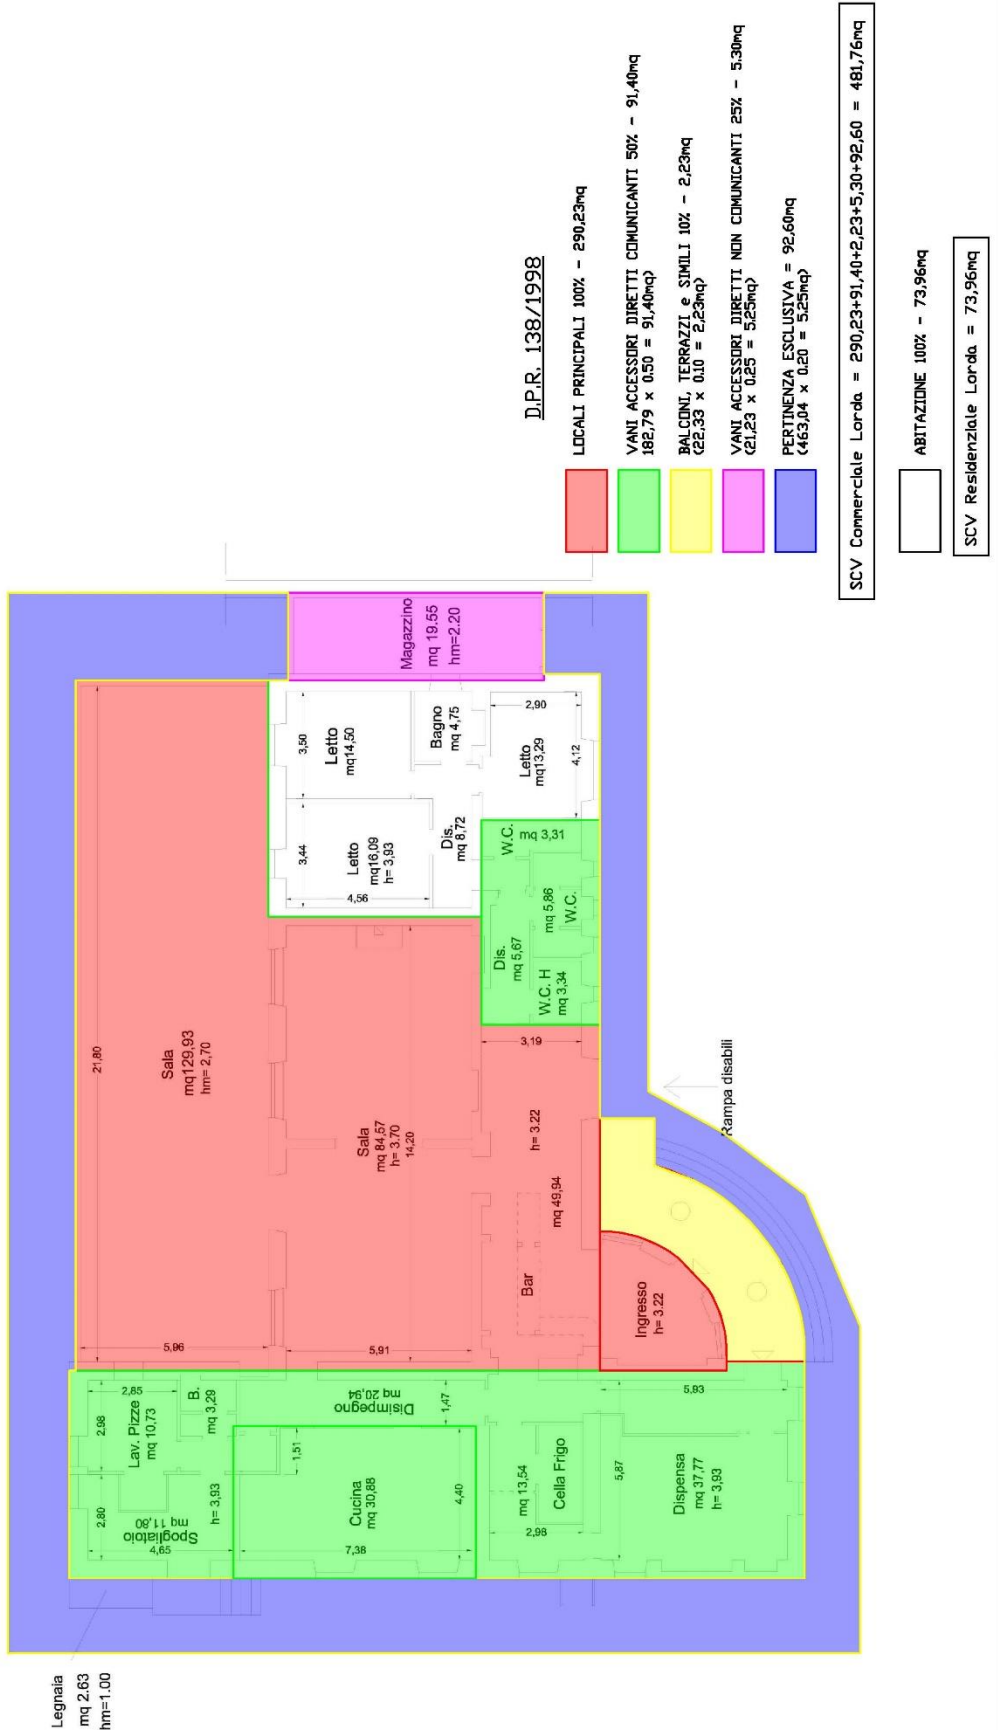 Legnaia
mq 2.63
hm=1.00
Lav. Pizze
mq 10,73
2,85
2,98
B.
mq 3,29
Spogliatoio
mq 11,80
2,80
4,65
h= 3,93
Disimpegno
mq 20,94
1,47
1,51
Cucina
mq 30,88
4,40
7,38
mq 13,54
Cella Frigo
2,98
5,87
5,93
Dispensa
mq 37,77
h= 3,93
Sala
mq129,93
hm= 2,70
21,80
5,96
Sala
mq 84,57
h= 3.70
14,20
5,91
Bar
mq 49,94
h= 3.22
3,19
Ingresso
h= 3.22
Rampa disabili
W.C. H
mq 3,34
Dis.
mq 5,67
mq 5,86
W.C.
W.C.
mq 3,31
Letto
mq16,09
h= 3,93
3,44
4,56
Letto
mq14,50
3,50
Dis.
mq 8,72
Bagno
mq 4,75
Letto
mq13,29
2,90
4,12
Magazzino
mq 19.55
hm=2.20
D.P.R. 138/1998
LOCALI PRINCIPALI 100% - 290,23mq
VANI ACCESSORI DIRETTI COMUNICANTI 50% - 91,40mq
182,79 x 0.50 = 91,40mq)
BALCONI, TERRAZZI e SIMILI 10% - 2,23mq
(22,33 x 0.10 = 2,23mq)
VANI ACCESSORI DIRETTI NON COMUNICANTI 25% - 5.30mq
(21,23 x 0.25 = 5,25mq)
PERTINENZA ESCLUSIVA = 92,60mq
(463,04 x 0.20 = 5,25mq)
SCV Commerciale Lorda = 290,23+91,40+2,23+5,30+92,60 = 481,76mq
ABITAZIONE 100% - 73,96mq
SCV Residenziale Lorda = 73,96mq